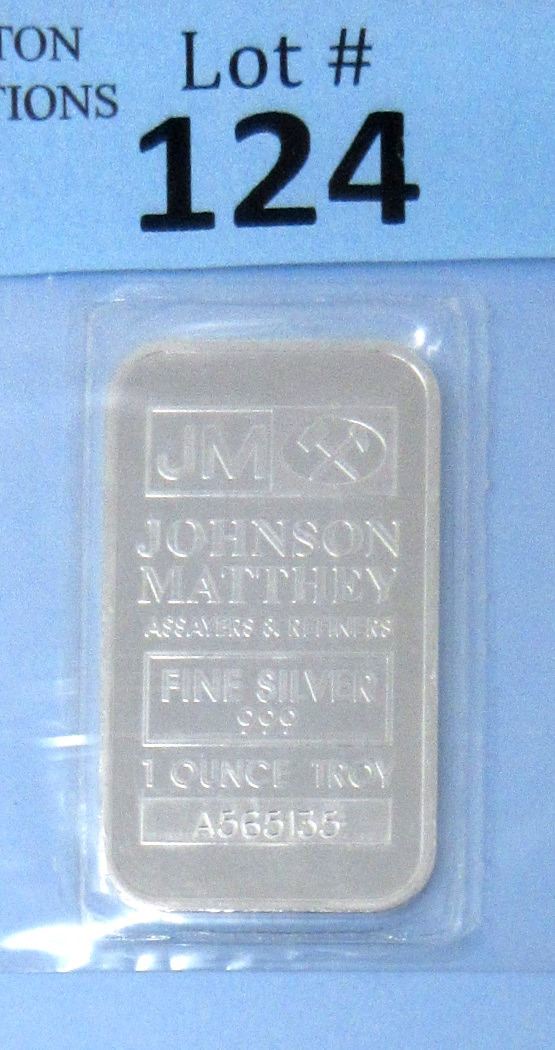 TON
TIONS
Lot #
124
JM
JOHNSON
MATTHEY
ASSAYERS & REFINERS
FINE SILVER
999
1 OUNCE TROY
A565135